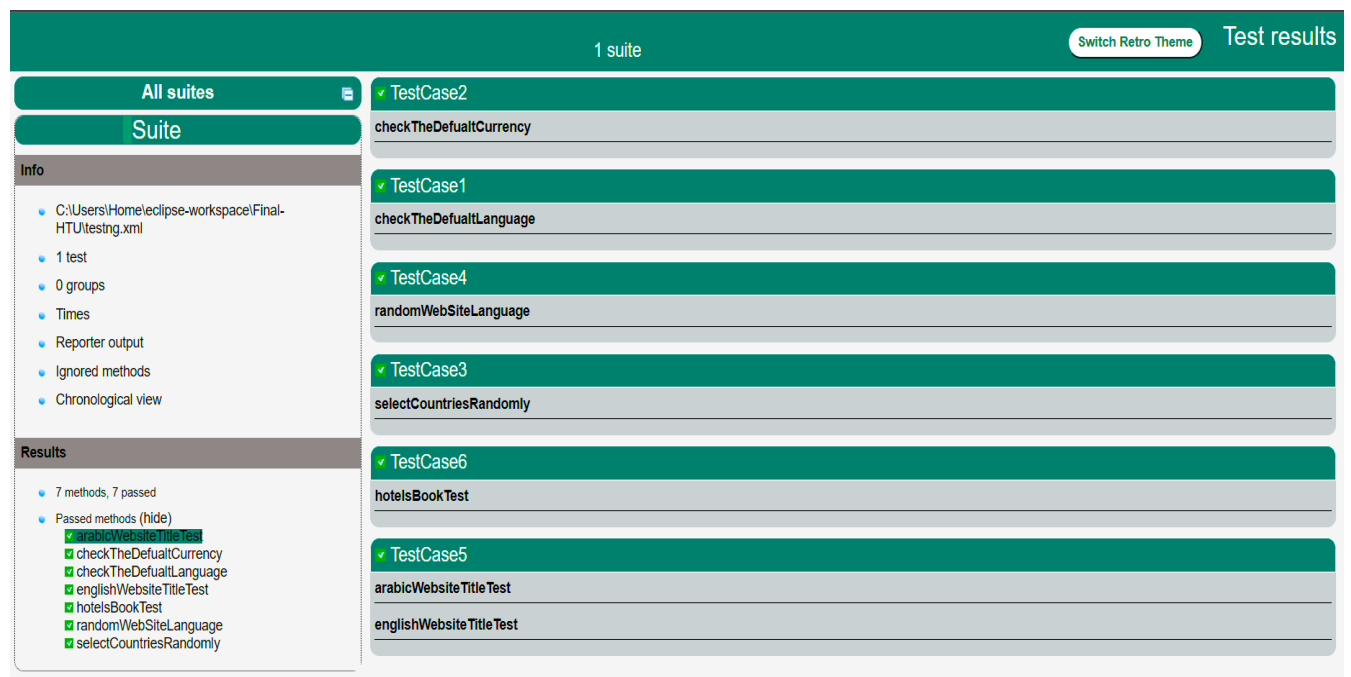 1 suite
Switch Retro Theme
Test results
All suites
Suite
Info
C:\Users\Home\eclipse-workspace\Final-
HTU\testng.xml
1 test
0 groups
Times
Reporter output
Ignored methods
Chronological view
Results
7 methods, 7 passed
Passed methods (hide)
arabicWebsiteTitleTest
checkTheDefualtCurrency
checkTheDefualtLanguage
englishWebsiteTitleTest
hotelsBookTest
randomWebSiteLanguage
selectCountriesRandomly
TestCase2
checkTheDefualtCurrency
TestCase1
checkTheDefualtLanguage
TestCase4
randomWebSiteLanguage
TestCase3
selectCountriesRandomly
TestCase6
hotelsBookTest
TestCase5
arabicWebsiteTitleTest
englishWebsiteTitleTest